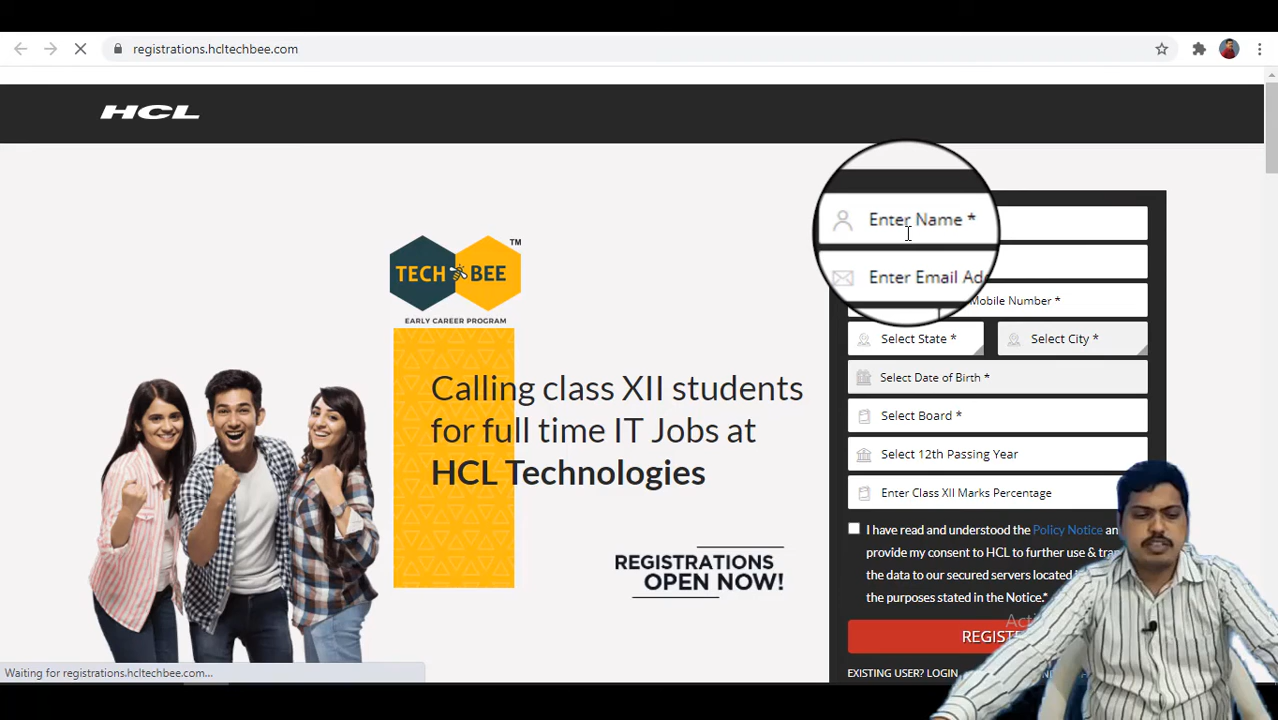 registrations.hcltechbee.com
HCL
Enter Name *
Enter Email Ad
Mobile Number *
Select State *
Select City *
Select Date of Birth *
Select Board *
Select 12th Passing Year
Enter Class XII Marks Percentage
I have read and understood the Policy Notice
provide my consent to HCL to further use &
the data to our secured servers located
the purposes stated in the Notice.*
EXISTING USER? LOGIN
TECH BEE TM
EARLY CAREER PROGRAM
Calling class XII students
for full time IT Jobs at
HCL Technologies
REGISTRATIONS
OPEN NOW!
Waiting for registrations.hcltechbee.com...